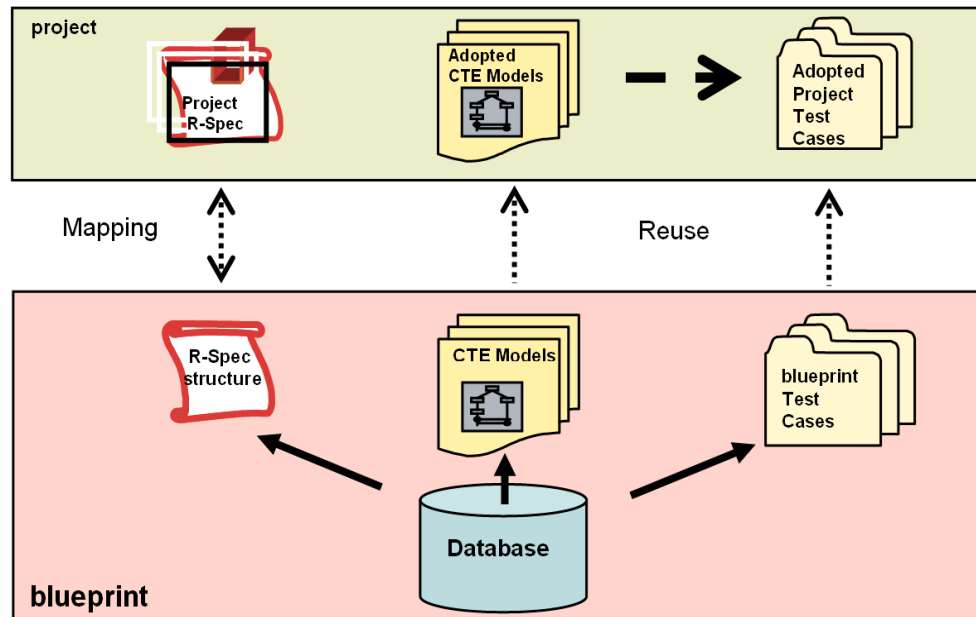 project
Project
R-Spec
Adopted
CTE Models
Adopted
Project
Test
Cases
Mapping
Reuse
R-Spec
structure
CTE Models
blueprint
Test
Cases
Database
blueprint